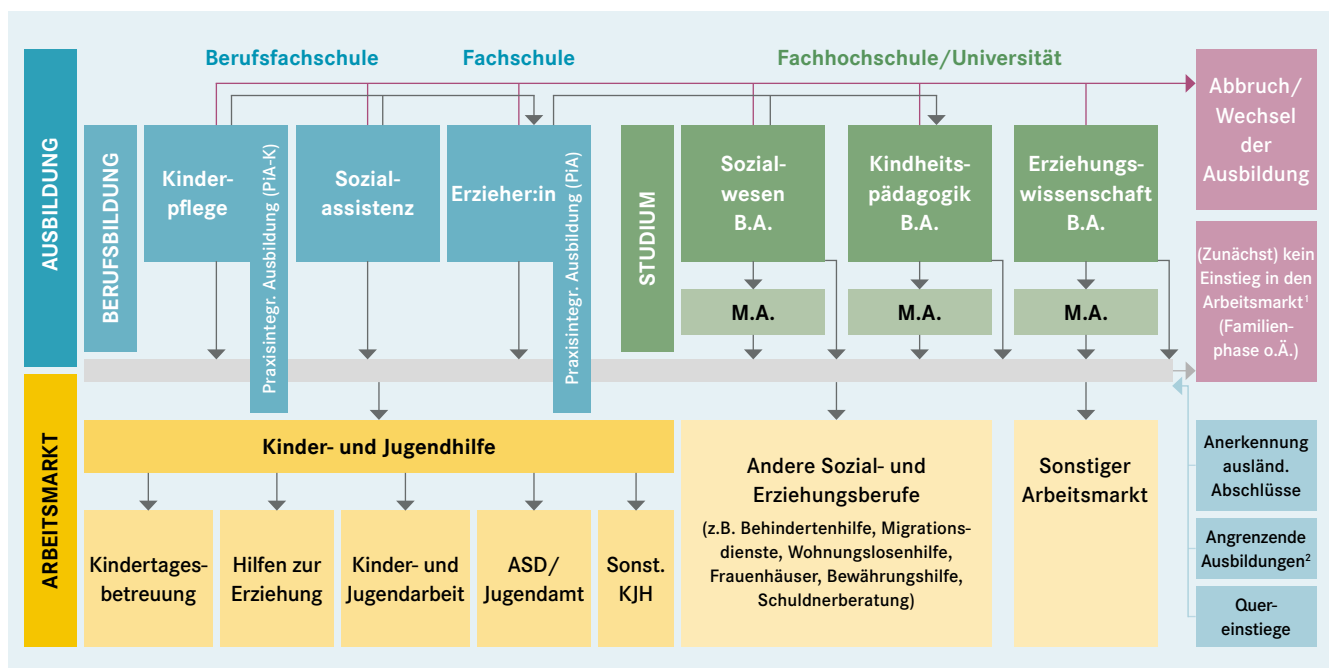 Berufsfachschule
Fachschule
Fachhochschule/Universität
AUSBILDUNG
BERUFSBILDUNG
Kinder-
pflege
Praxisintegr. Ausbildung (PiA-K)
Sozial-
assistenz
Erzieher:in
Praxisintegr. Ausbildung (PiA)
STUDIUM
Sozial-
wesen
B.A.
Kindheits-
pädagogik
B.A.
Erziehungs-
wissenschaft
B.A.
M.A.
M.A.
M.A.
Abbruch/
Wechsel
der
Ausbildung
(Zunächst) kein
Einstieg in den
Arbeitsmarkt¹
(Familien-
phase o.Ä.)
ARBEITSMARKT
Kinder- und Jugendhilfe
Kindertages-
betreuung
Hilfen zur
Erziehung
Kinder- und
Jugendarbeit
ASD/
Jugendamt
Sonst.
KJH
Andere Sozial- und
Erziehungsberufe
(z.B. Behindertenhilfe, Migrations-
dienste, Wohnungslosenhilfe,
Frauenhäuser, Bewährungshilfe,
Schuldnerberatung)
Sonstiger
Arbeitsmarkt
Anerkennung
ausländ.
Abschlüsse
Angrenzende
Ausbildungen²
Quer-
einstiege